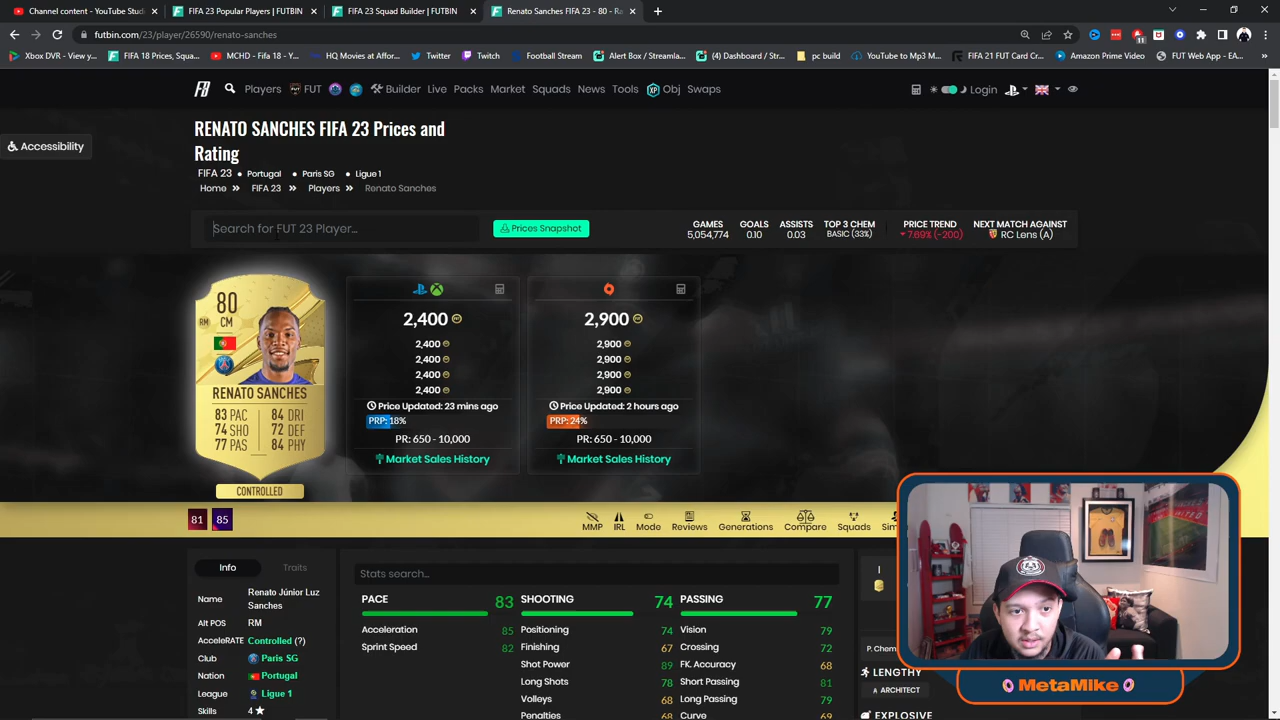 Channel content - YouTube Stud
FIFA 23 Popular Players | FUTBIN
FIFA 23 Squad Builder | FUTBIN
Renato Sanches FIFA 23 - 80 - Ra
futbin.com/23/player/26590/renato-sanches
Xbox DVR - View y...
FIFA 18 Prices, Squa...
MCHD - Fifa 18 - Y...
HQ Movies at Affor...
Twitter
Twitch
Football Stream
Alert Box / Streamla...
(4) Dashboard / Str...
FIFA 21 FUT Card Cr...
pc build
YouTube to Mp3 My...
Amazon Prime Video
FUT Web App - EA...
Players
FUT
Builder
Live
Packs
Market
Squads
News
Tools
XP Obj
Swaps
Login
Accessibility
RENATO SANCHES FIFA 23 Prices and
Rating
FIFA 23 • Portugal • Paris SG • Ligue 1
Home » FIFA 23 » Players » Renato Sanches
Search for FUT 23 Player...
Prices Snapshot
GAMES
5,054,774
GOALS
0.10
ASSISTS
0.03
TOP 3 CHEM
BASIC (33%)
PRICE TREND
7.69% (-200)
NEXT MATCH AGAINST
RC Lens (A)
80
CM
RM
RENATO SANCHES
83 PAC 84 DRI
74 SHO 72 DEF
77 PAS 84 PHY
CONTROLLED
2,400
2,400
2,400
2,400
2,400
Price Updated: 23 mins ago
PRP: 18%
PR: 650 - 10,000
Market Sales History
2,900
2,900
2,900
2,900
2,900
Price Updated: 2 hours ago
PRP: 24%
PR: 650 - 10,000
Market Sales History
81 85
MMP
IRL
Mode
Reviews
Generations
Compare
Squads
Info
Traits
Name Renato Júnior Luz
Sanches
Alt POS RM
AcceleRATE Controlled (?)
Club Paris SG
Nation Portugal
League Ligue 1
Skills 4
Stats search...
PACE 83
Acceleration 85
Sprint Speed 82
SHOOTING 74
Positioning 74
Finishing 67
Shot Power 89
Long Shots 78
Volleys 68
Penalties 68
PASSING 77
Vision 79
Crossing 72
FK. Accuracy 68
Short Passing 81
Long Passing 79
Curve 69
P. Chem
LENGTHY
ARCHITECT
EXPLOSIVE
MetaMike